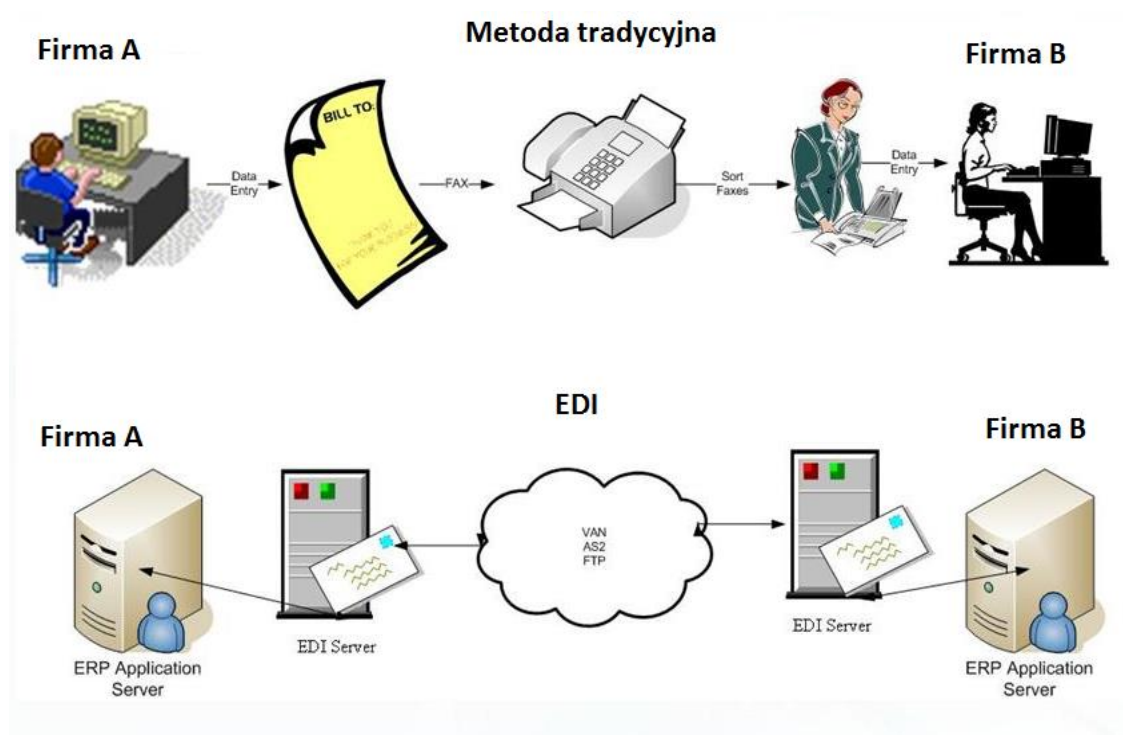 Metoda tradycyjna
Firma A
Firma B
BILL TO:
Data
Entry
FAX
Sort
Faxes
Data
Entry
EDI
Firma A
Firma B
VAN
AS2
FTP
EDI Server
EDI Server
ERP Application
Server
ERP Application
Server